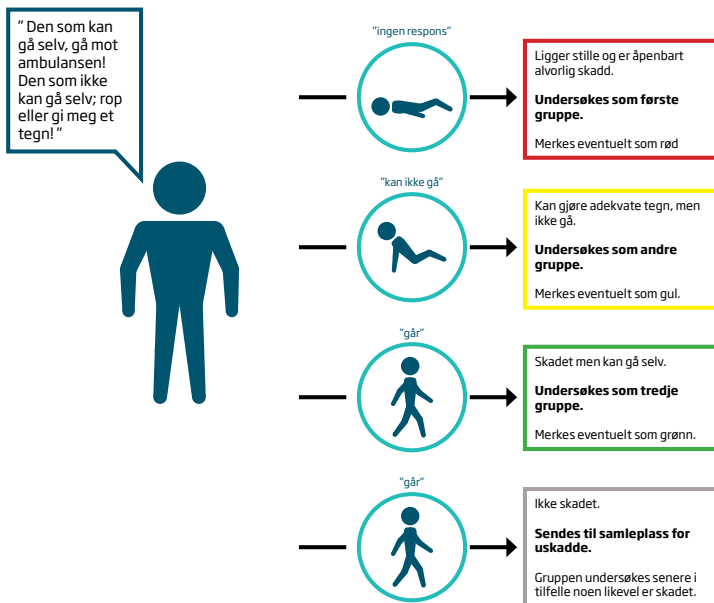 ” Den som kan
gå selv, gå mot
ambulansen!
Den som ikke
kan gå selv; rop
eller gi meg et
tegn! ”
”ingen respons”
Ligger stille og er åpenbart
alvorlig skadd.
Undersøkes som første
gruppe.
Merkes eventuelt som rød
”kan ikke gå”
Kan gjøre adekvate tegn, men
ikke gå.
Undersøkes som andre
gruppe.
Merkes eventuelt som gul.
”går”
Skadet men kan gå selv.
Undersøkes som tredje
gruppe.
Merkes eventuelt som grønn.
”går”
Ikke skadet.
Sendes til samleplass for
uskadde.
Gruppen undersøkes senere i
tilfelle noen likevel er skadet.